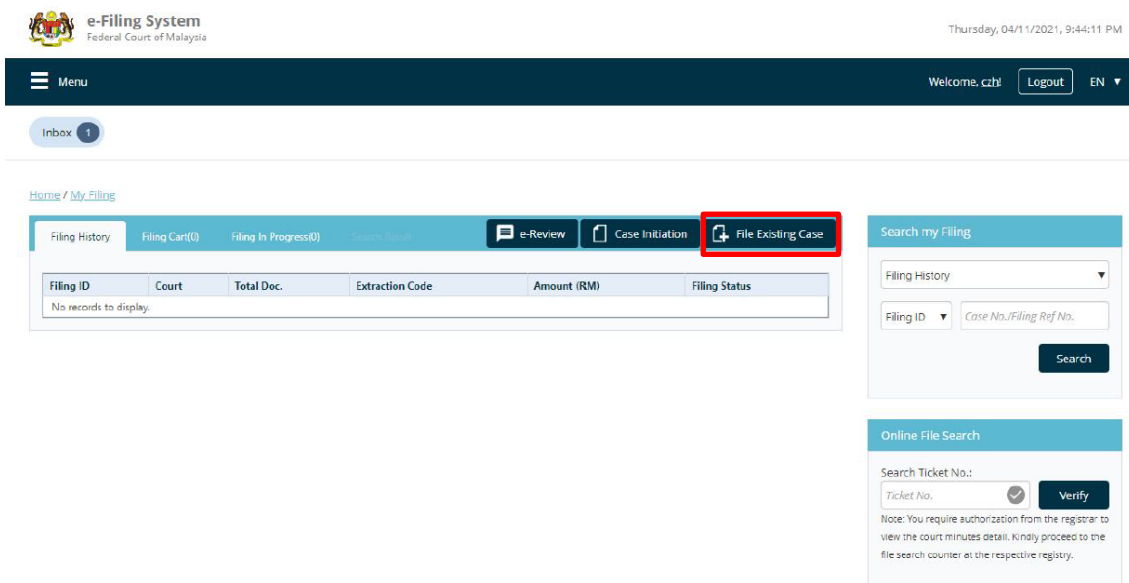 e-Filing System
Federal Court of Malaysia
Thursday, 04/11/2021, 9:44:11 PM
Menu
Welcome, czh!
Logout
EN
Inbox 1
Home / My Filing
Filing History
Filing Cart(0)
Filing In Progress(0)
Search Result
e-Review
Case Initiation
File Existing Case
Filing ID
Court
Total Doc.
Extraction Code
Amount (RM)
Filing Status
No records to display.
Search my Filing
Filing History
Filing ID
Case No./Filing Ref No.
Search
Online File Search
Search Ticket No.:
Ticket No.
Verify
Note: You require authorization from the registrar to
view the court minutes detail. Kindly proceed to the
file search counter at the respective registry.